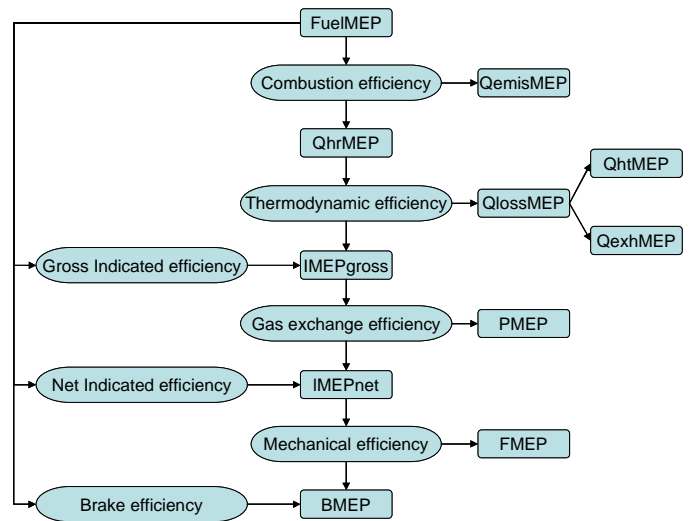 FuelMEP
Combustion efficiency
QemisMEP
QhrMEP
QhtMEP
Thermodynamic efficiency
QlossMEP
QexhMEP
Gross Indicated efficiency
IMEPgross
Gas exchange efficiency
PMEP
Net Indicated efficiency
IMEPnet
Mechanical efficiency
FMEP
Brake efficiency
BMEP